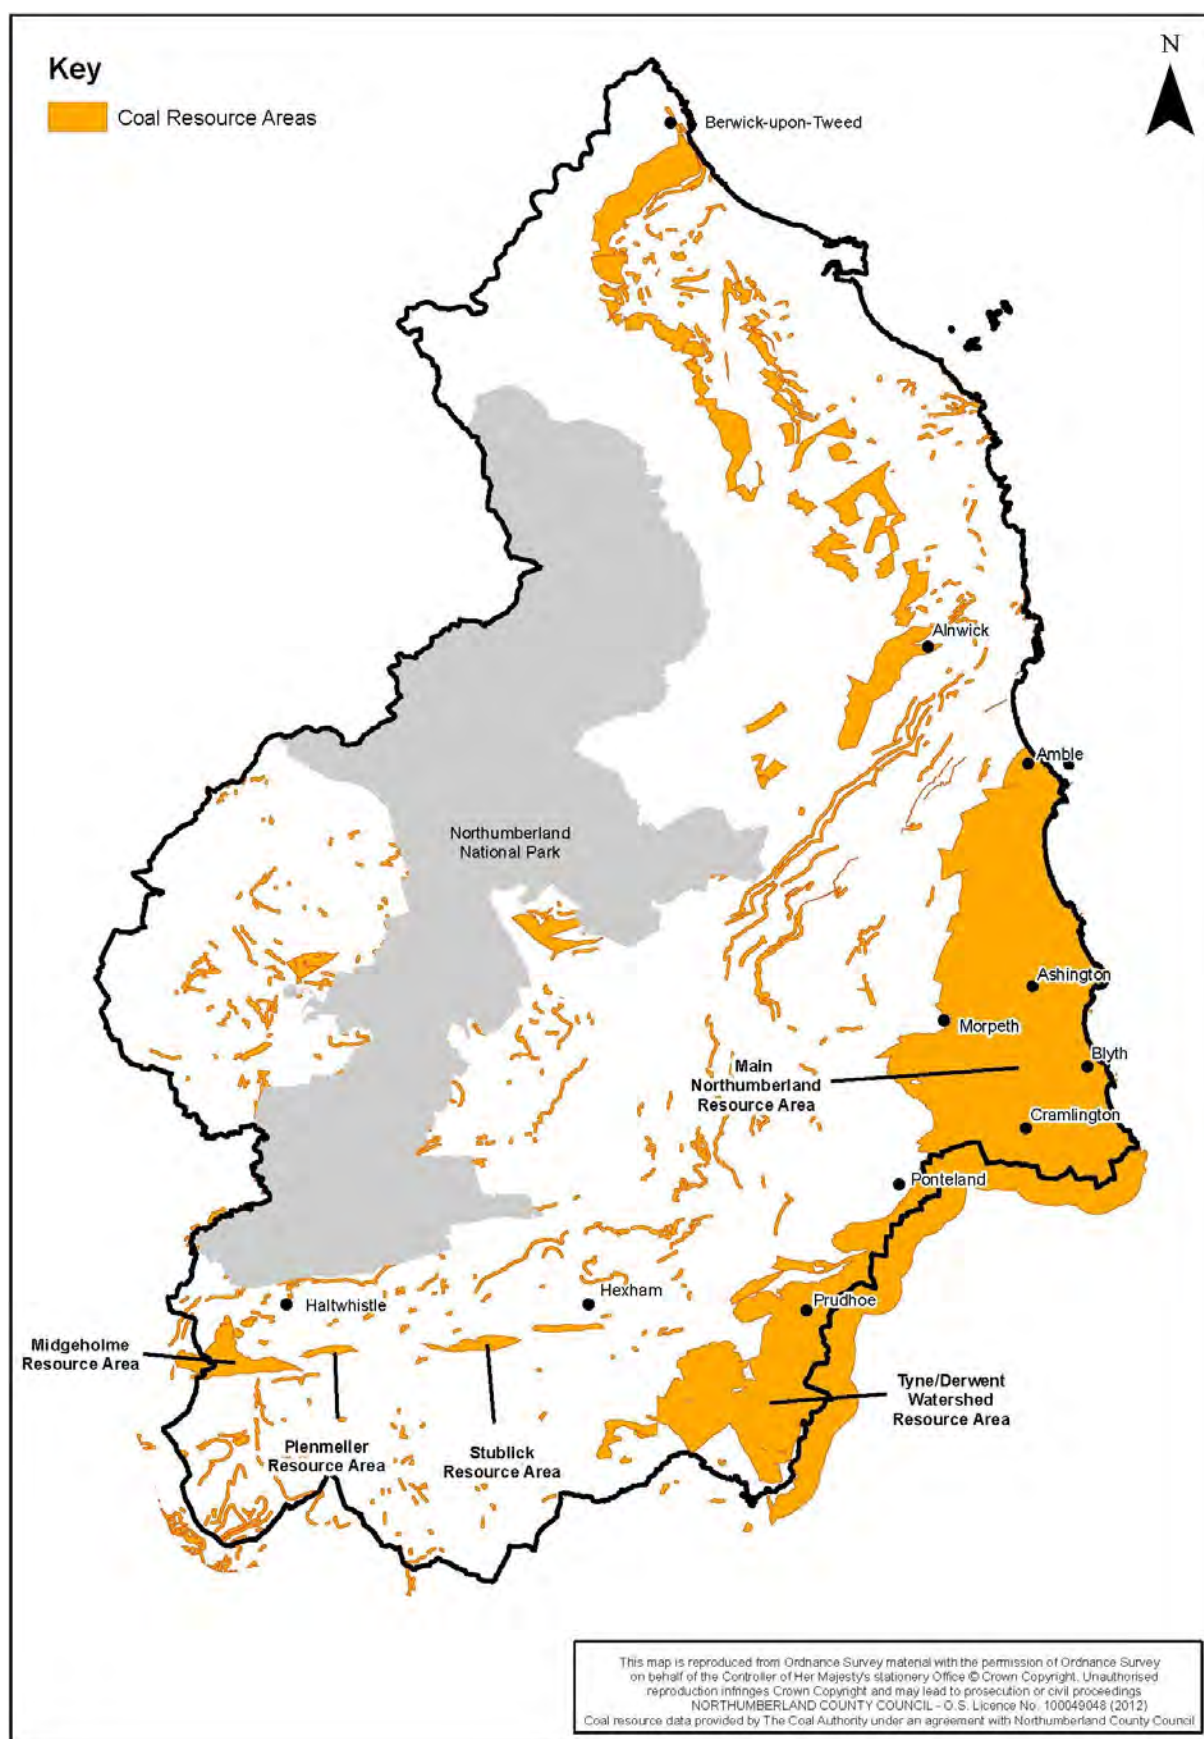 Key
Coal Resource Areas
N
Berwick-upon-Tweed
Alnwick
Amble
Northumberland
National Park
Ashington
Morpeth
Main
Northumberland
Resource Area
Blyth
Cramlington
Ponteland
Haltwhistle
Hexham
Prudhoe
Midgeholme
Resource Area
Plenmeller
Resource Area
Stublick
Resource Area
Tyne/Derwent
Watershed
Resource Area
This map is reproduced from Ordnance Survey material with the permission of Ordnance Survey
on behalf of the Controller of Her Majesty's stationery Office © Crown Copyright. Unauthorised
reproduction infringes Crown Copyright and may lead to prosecution or civil proceedings
NORTHUMBERLAND COUNTY COUNCIL - O.S. Licence No. 100049048 (2012)
Coal resource data provided by The Coal Authority under an agreement with Northumberland County Council